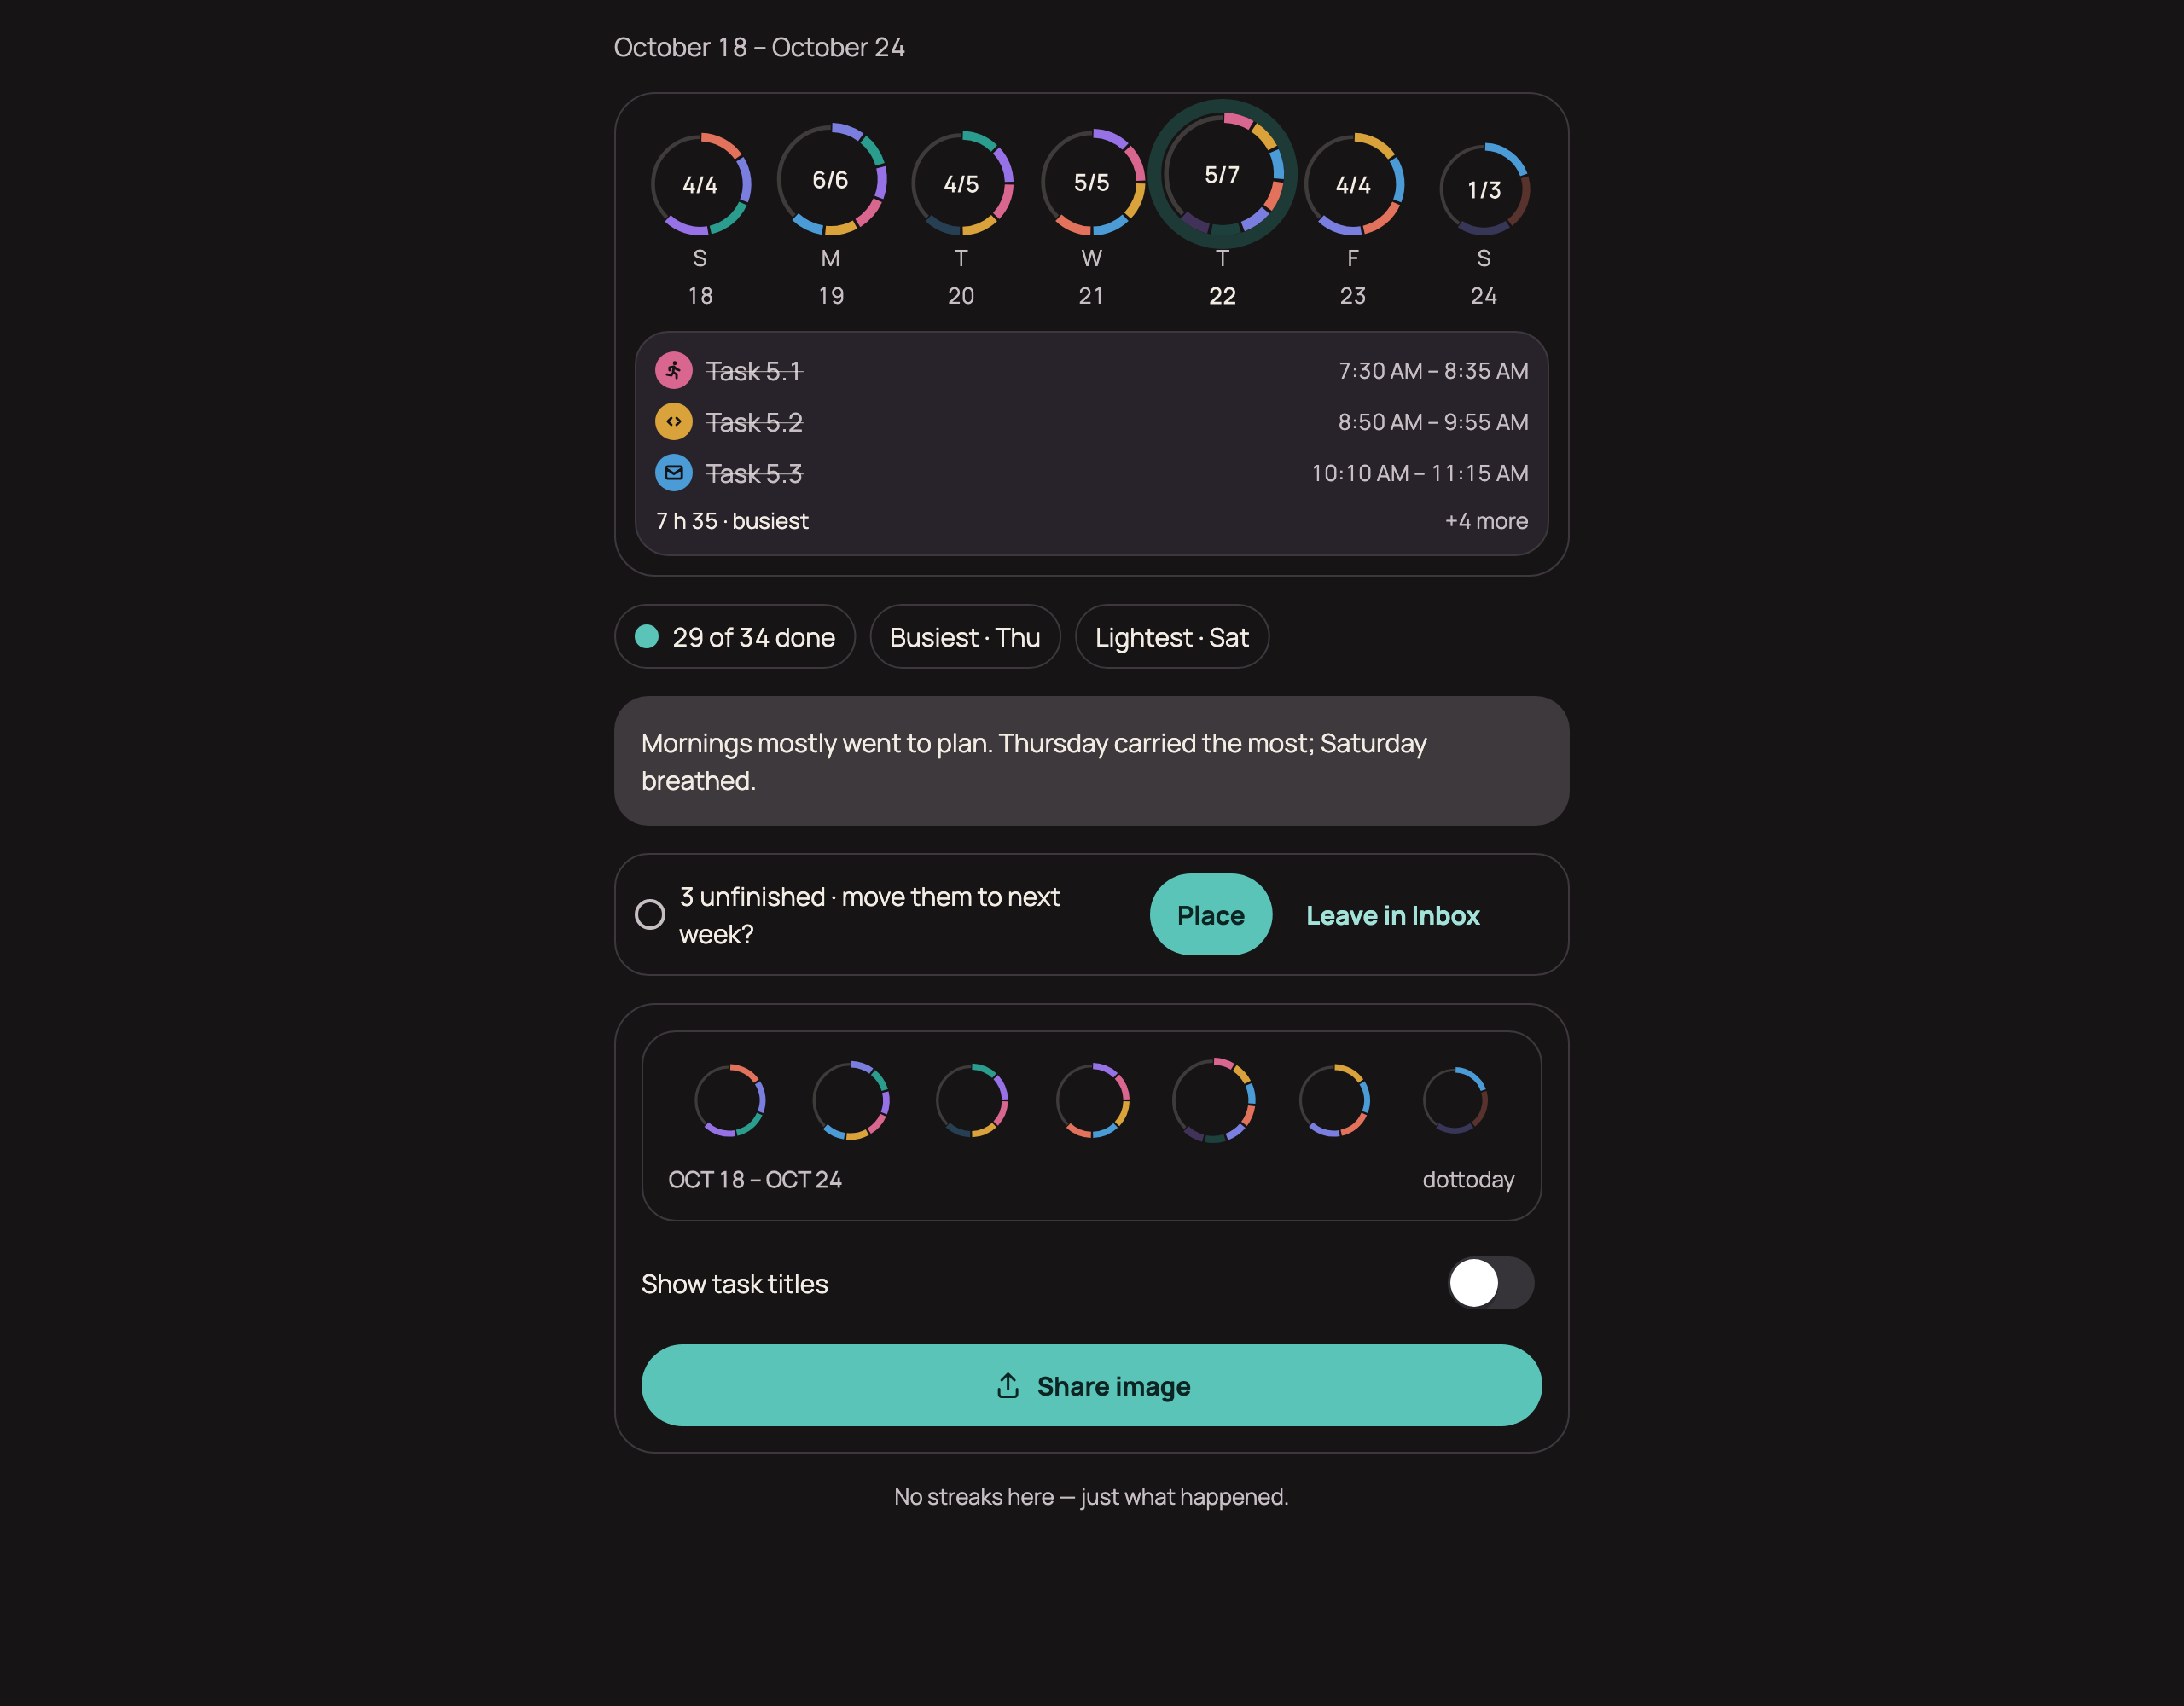 October 18 – October 24
4/4 6/6 4/5 5/5 5/7 4/4 1/3
S M T W T F S
18 19 20 21 22 23 24
Task 5.1 7:30 AM – 8:35 AM
Task 5.2 8:50 AM – 9:55 AM
Task 5.3 10:10 AM – 11:15 AM
7 h 35 · busiest +4 more
29 of 34 done Busiest · Thu Lightest · Sat
Mornings mostly went to plan. Thursday carried the most; Saturday
breathed.
3 unfinished · move them to next
week?
Place Leave in Inbox
OCT 18 – OCT 24 dottoday
Show task titles
Share image
No streaks here — just what happened.